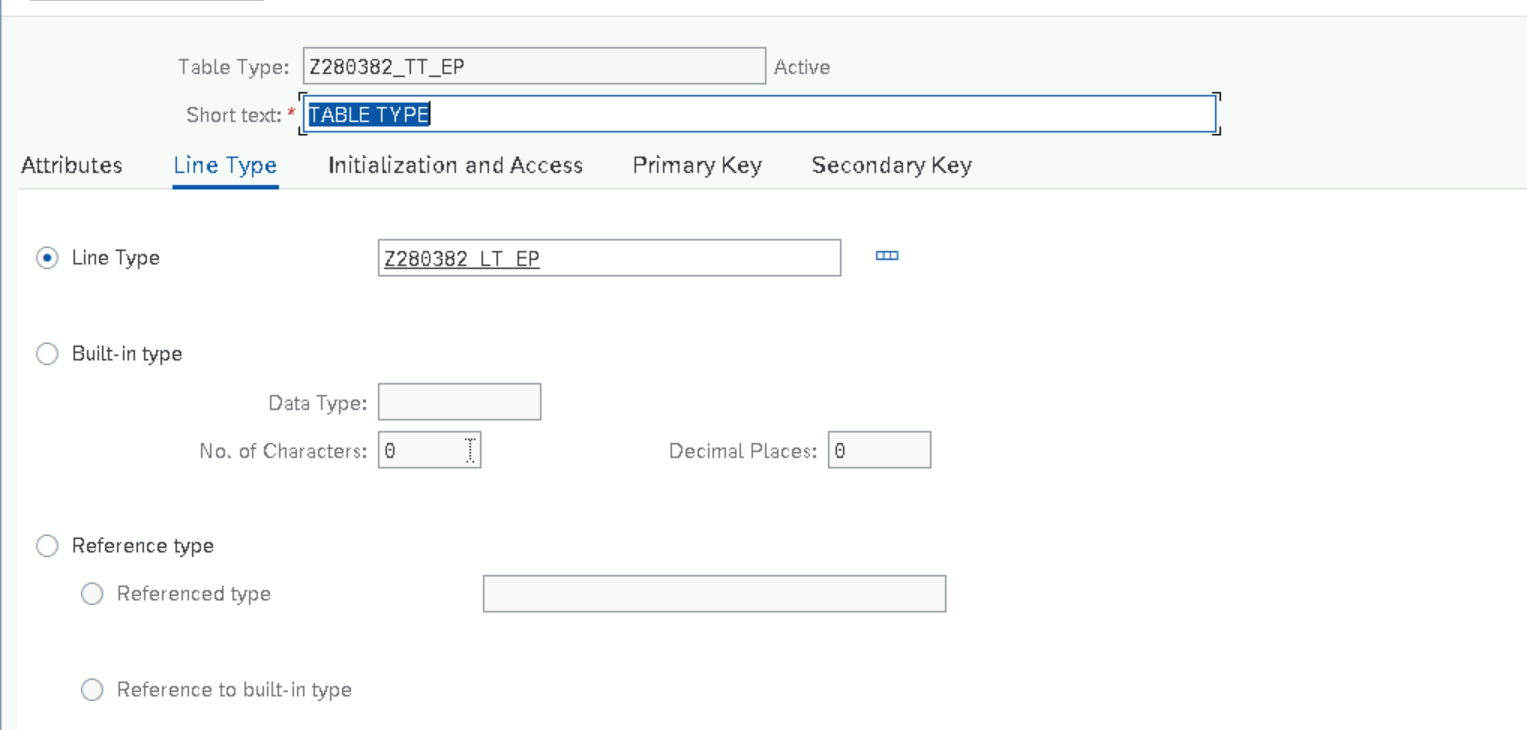 Table Type: Z280382_TT_EP Active
Short text: * TABLE TYPE
Attributes Line Type Initialization and Access Primary Key Secondary Key
Line Type Z280382_LT_EP
Built-in type
Data Type:
No. of Characters: 0 Decimal Places: 0
Reference type
Referenced type
Reference to built-in type